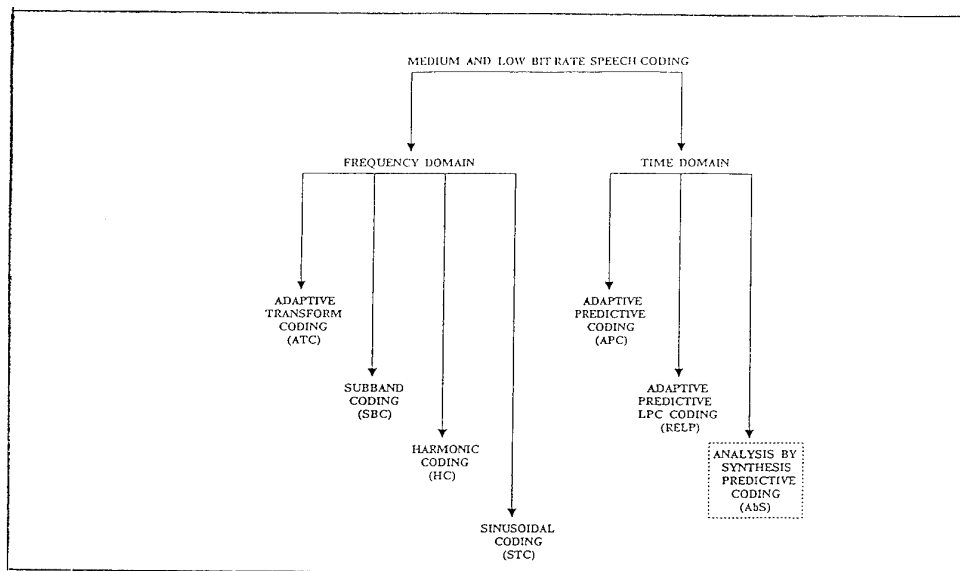 MEDIUM AND LOW BIT RATE SPEECH CODING
FREQUENCY DOMAIN
TIME DOMAIN
ADAPTIVE
TRANSFORM
CODING
(ATC)
SUBBAND
CODING
(SBC)
HARMONIC
CODING
(HC)
SINUSOIDAL
CODING
(STC)
ADAPTIVE
PREDICTIVE
CODING
(APC)
ADAPTIVE
PREDICTIVE
LPC CODING
(RELP)
ANALYSIS BY
SYNTHESIS
PREDICTIVE
CODING
(AbS)